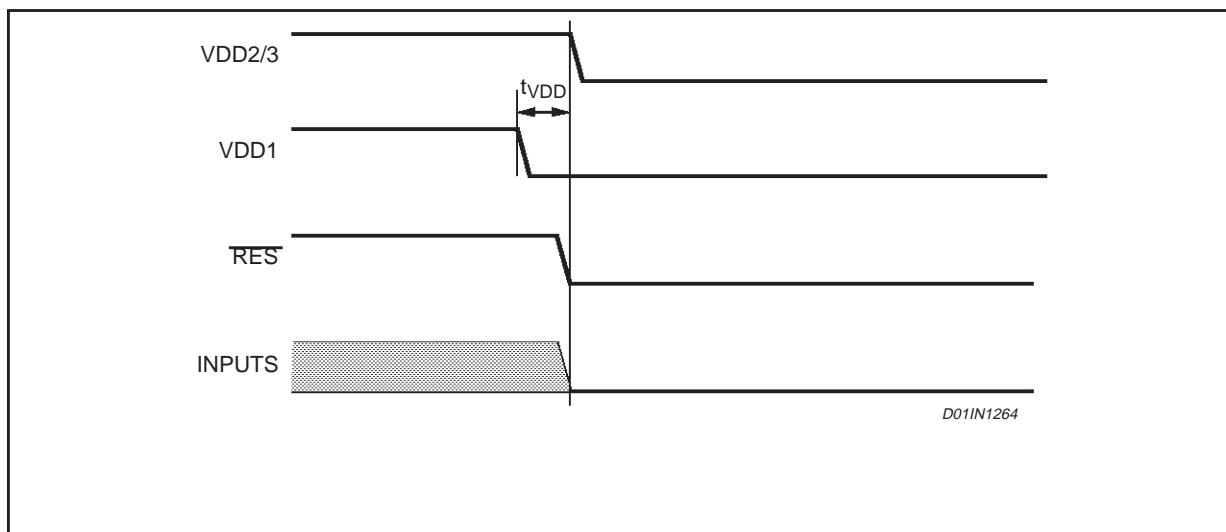 VDD2/3
tVDD
VDD1
RES
INPUTS
D01IN1264